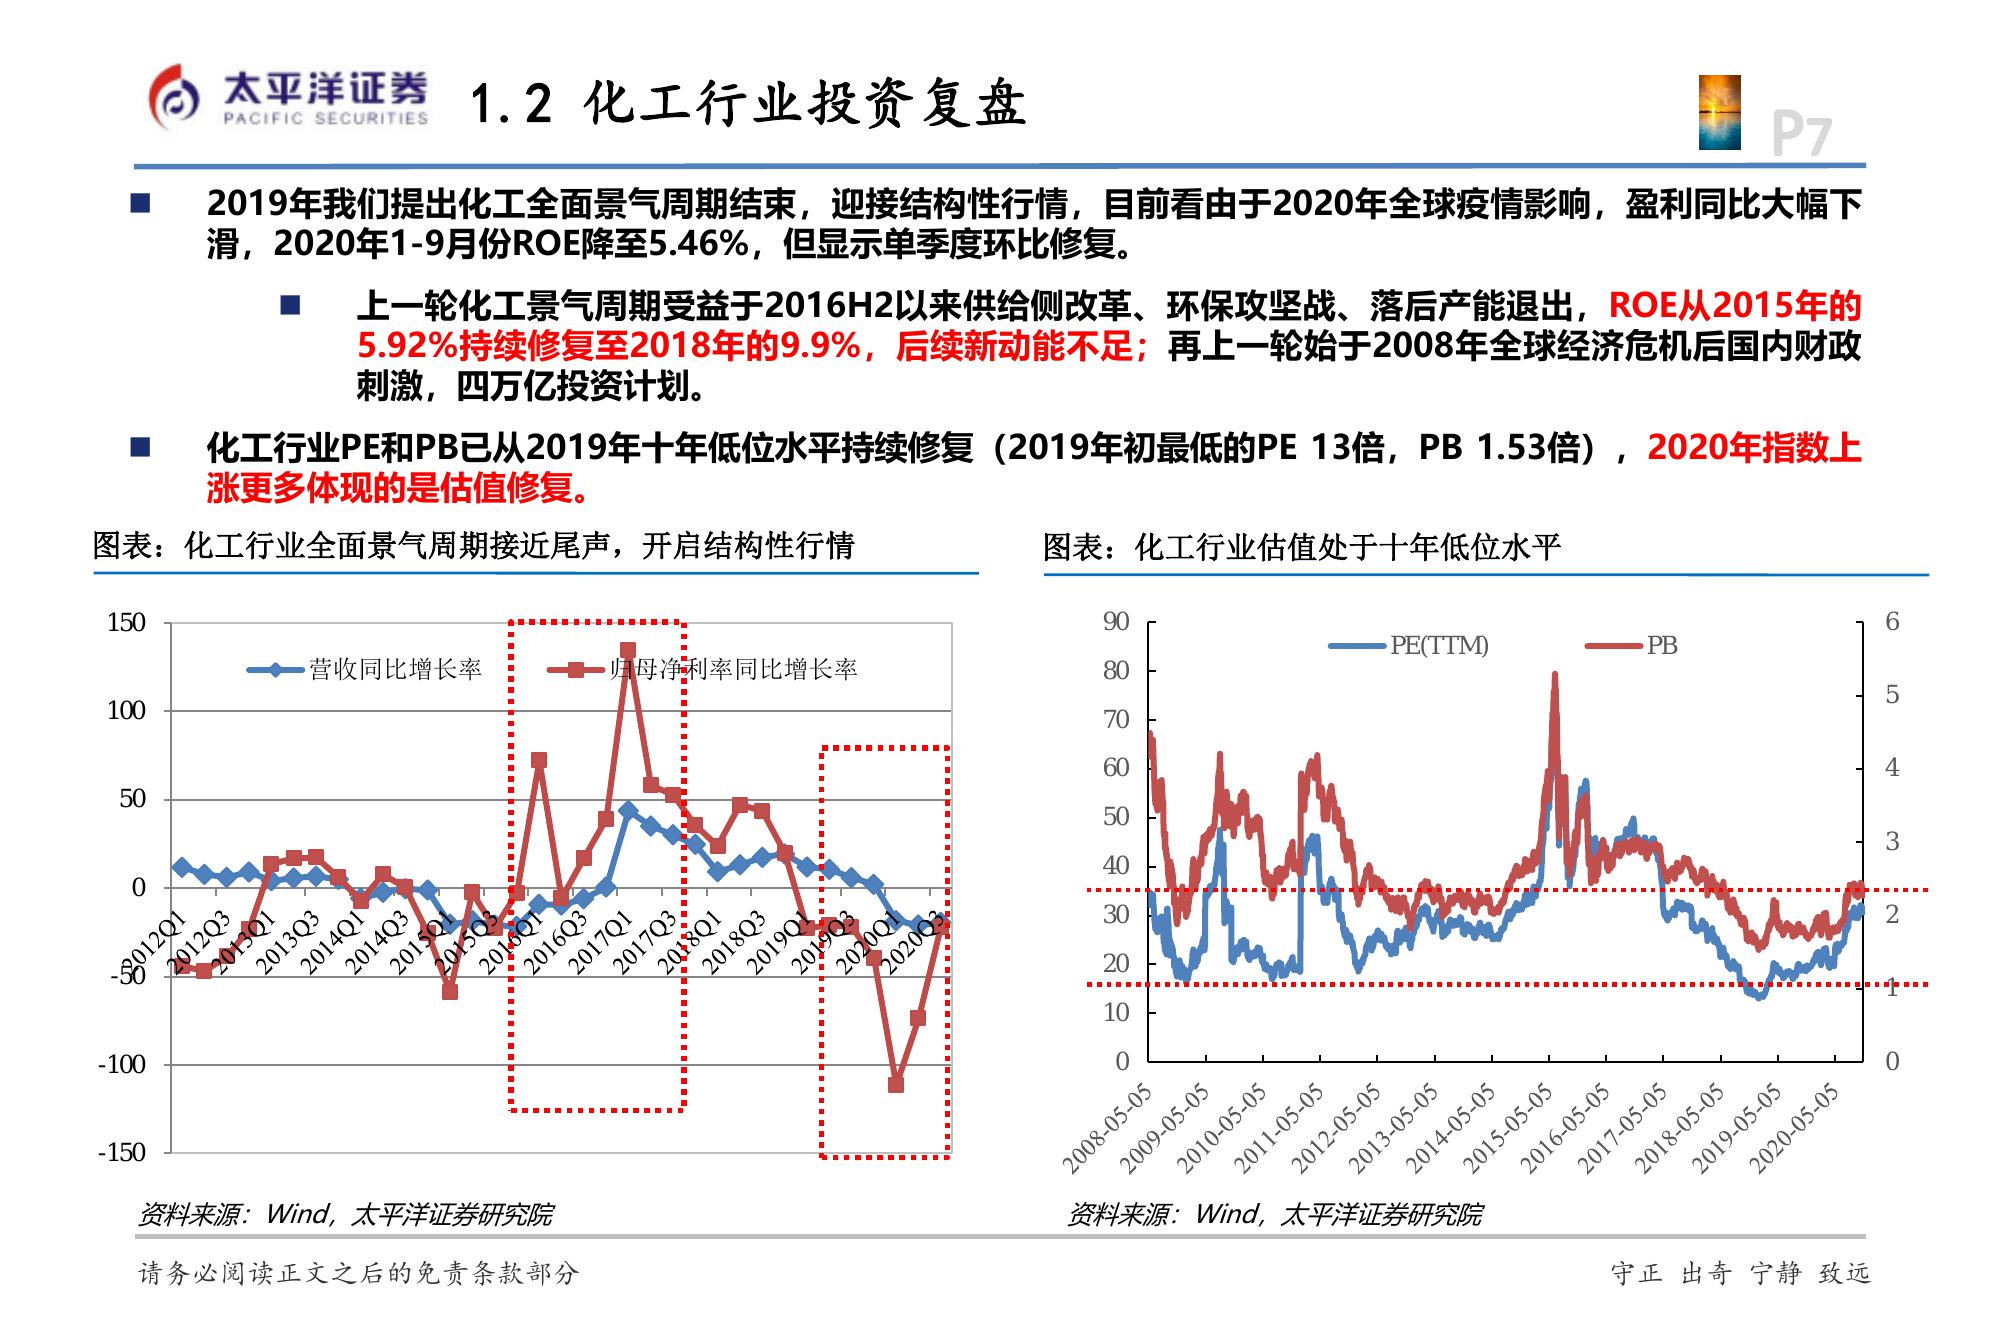 太平洋证券
PACIFIC SECURITIES
1.2 化工行业投资复盘
P7
2019年我们提出化工全面景气周期结束，迎接结构性行情，目前看由于2020年全球疫情影响，盈利同比大幅下
滑，2020年1-9月份ROE降至5.46%，但显示单季度环比修复。
上一轮化工景气周期受益于2016H2以来供给侧改革、环保攻坚战、落后产能退出，ROE从2015年的
5.92%持续修复至2018年的9.9%，后续新动能不足；再上一轮始于2008年全球经济危机后国内财政
刺激，四万亿投资计划。
化工行业PE和PB已从2019年十年低位水平持续修复（2019年初最低的PE 13倍，PB 1.53倍）,2020年指数上
涨更多体现的是估值修复。
图表：化工行业全面景气周期接近尾声，开启结构性行情
150
100
50
0
-50
-100
-150
营收同比增长率
归母净利率同比增长率
2012Q1
2012Q3
2013Q1
2013Q3
2014Q1
2014Q3
2015Q1
2015Q3
2016Q1
2016Q3
2017Q1
2017Q3
2018Q1
2018Q3
2019Q1
2019Q3
2020Q1
2020Q3
资料来源：Wind，太平洋证券研究院
图表：化工行业估值处于十年低位水平
90
80
70
60
50
40
30
20
10
0
PE(TTM)
PB
6
5
4
3
2
1
0
2008-05-05
2009-05-05
2010-05-05
2011-05-05
2012-05-05
2013-05-05
2014-05-05
2015-05-05
2016-05-05
2017-05-05
2018-05-05
2019-05-05
2020-05-05
资料来源：Wind，太平洋证券研究院
请务必阅读正文之后的免责条款部分
守正 出奇 宁静 致远